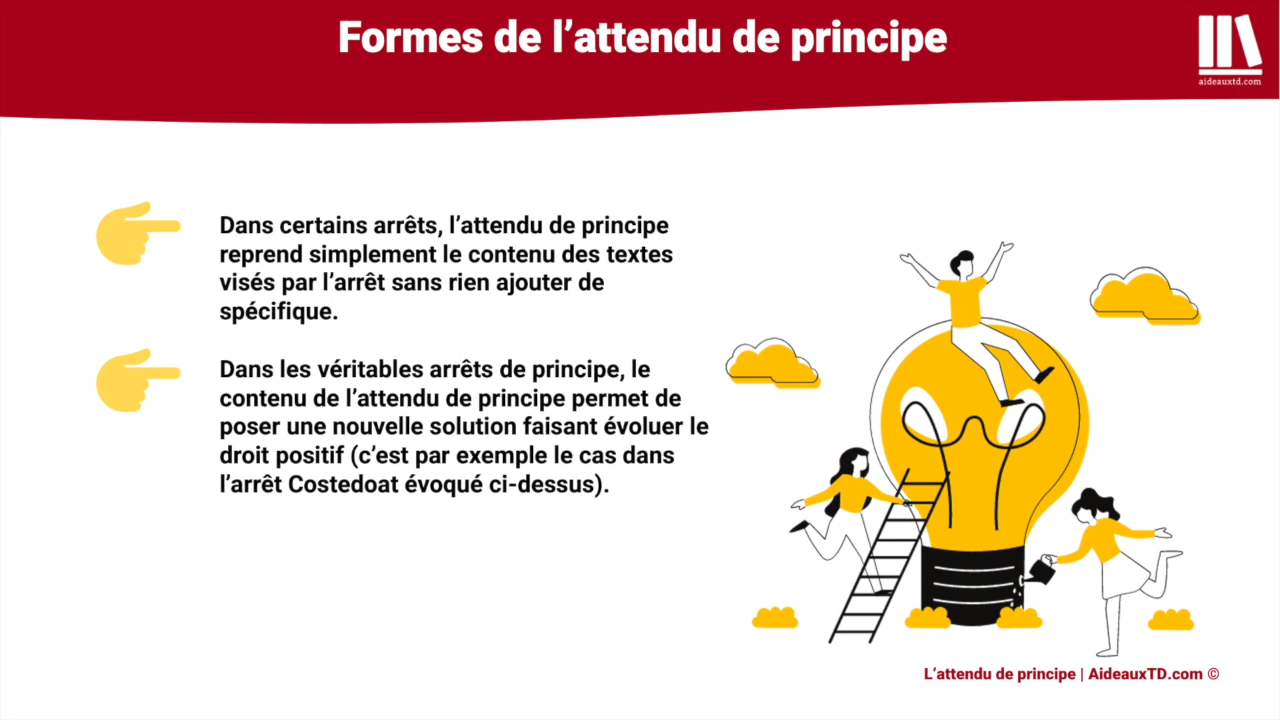 Formes de l’attendu de principe
aideauxtd.com
Dans certains arrêts, l’attendu de principe
reprend simplement le contenu des textes
visés par l’arrêt sans rien ajouter de
spécifique.
Dans les véritables arrêts de principe, le
contenu de l’attendu de principe permet de
poser une nouvelle solution faisant évoluer le
droit positif (c’est par exemple le cas dans
l’arrêt Costedoat évoqué ci-dessus).
L’attendu de principe | AideauxTD.com ©